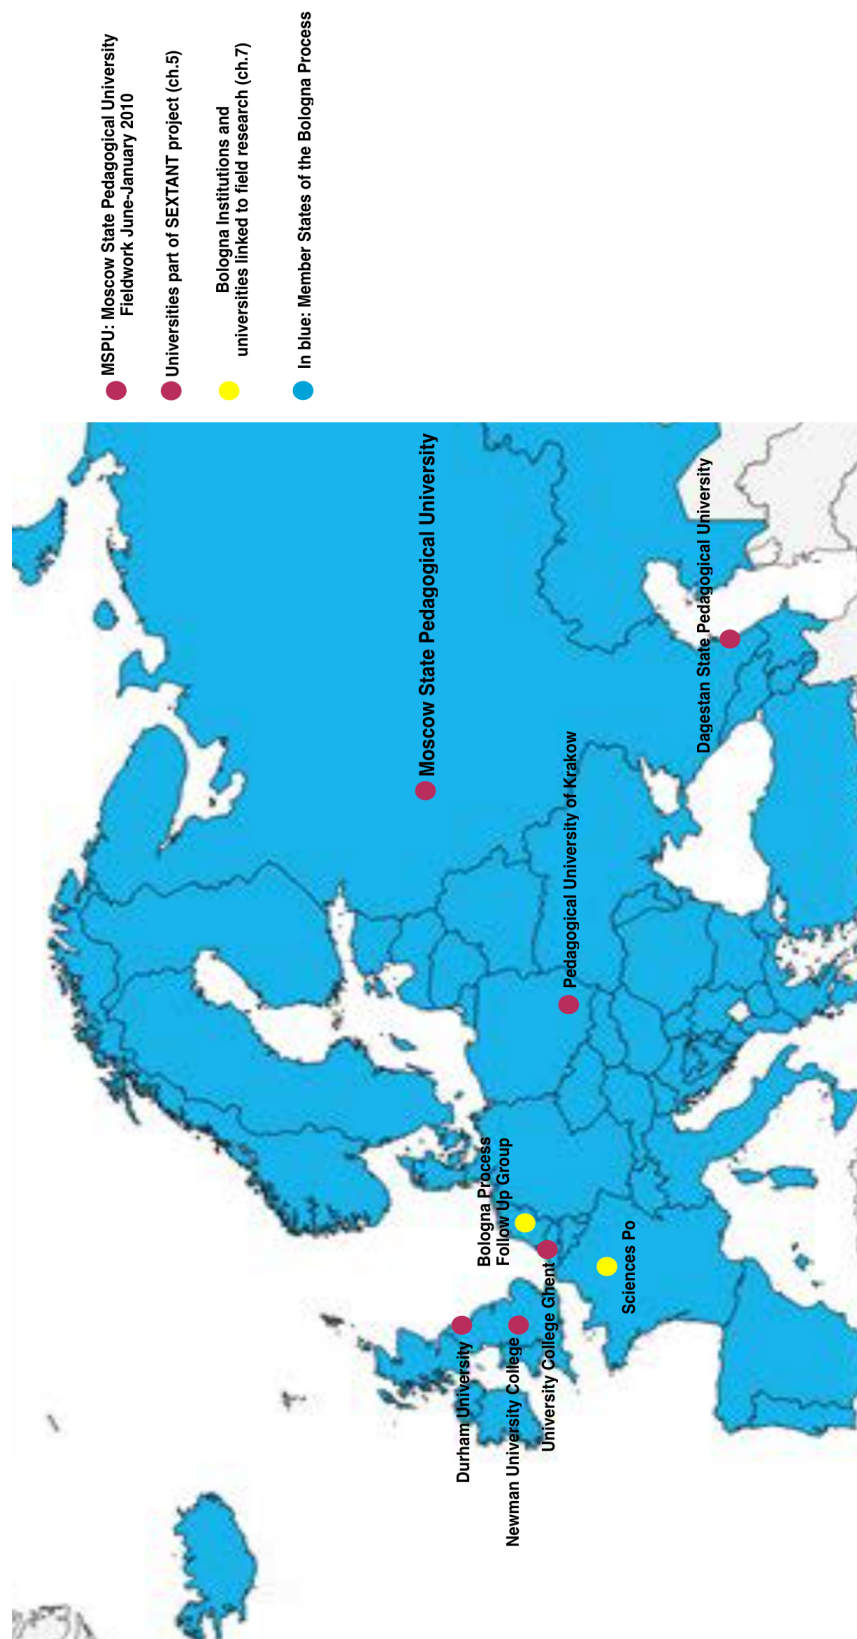 MSPU: Moscow State Pedagogical University
Fieldwork June-January 2010
Universities part of SEXTANT project (ch.5)
Bologna Institutions and
universities linked to field research (ch.7)
In blue: Member States of the Bologna Process
Moscow State Pedagogical University
Dagestan State Pedagogical University
Pedagogical University of Krakow
Bologna Process
Follow Up Group
Sciences Po
Durham University
Newman University College
University College Ghent